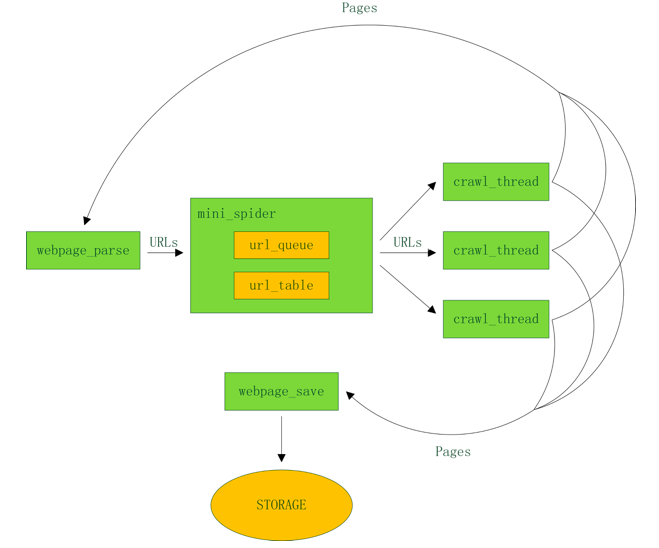 Pages
mini_spider
crawl_thread
webpage_parse
URLs
url_queue
URLs
crawl_thread
url_table
crawl_thread
webpage_save
Pages
STORAGE